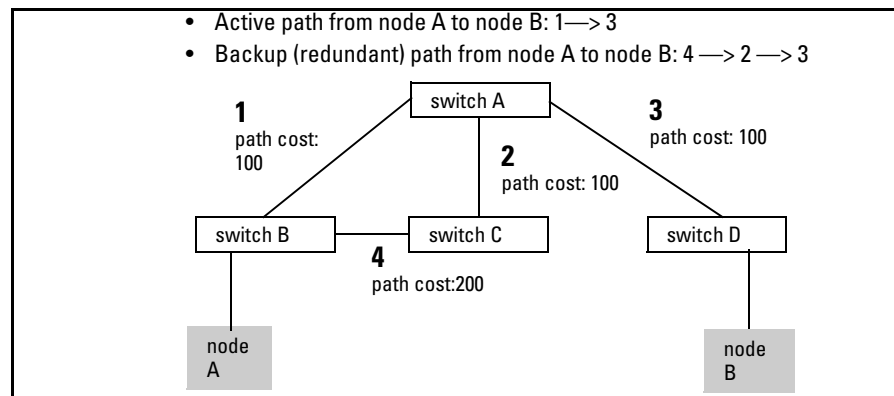 • Active path from node A to node B: 1—> 3
• Backup (redundant) path from node A to node B: 4 —> 2 —> 3
switch A
1
path cost:
100
3
path cost: 100
2
path cost: 100
switch B
switch C
switch D
4
path cost:200
node
A
node
B